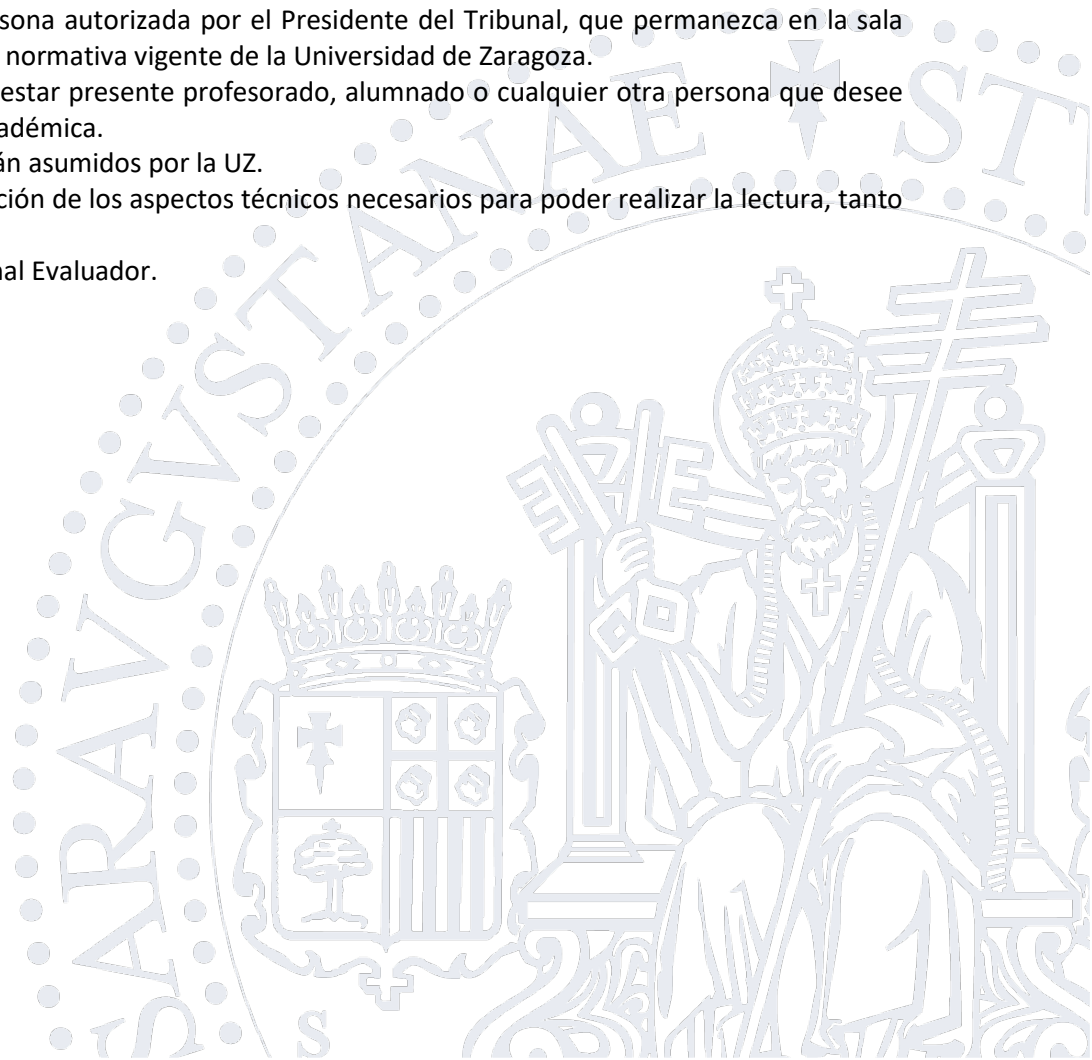 sona autorizada por el Presidente del Tribunal, que permanezca en la sala
normativa vigente de la Universidad de Zaragoza.
estar presente profesorado, alumnado o cualquier otra persona que desee
adémica.
án asumidos por la UZ.
ción de los aspectos técnicos necesarios para poder realizar la lectura, tanto
nal Evaluador.
SARAVGVSTANAE ST
S